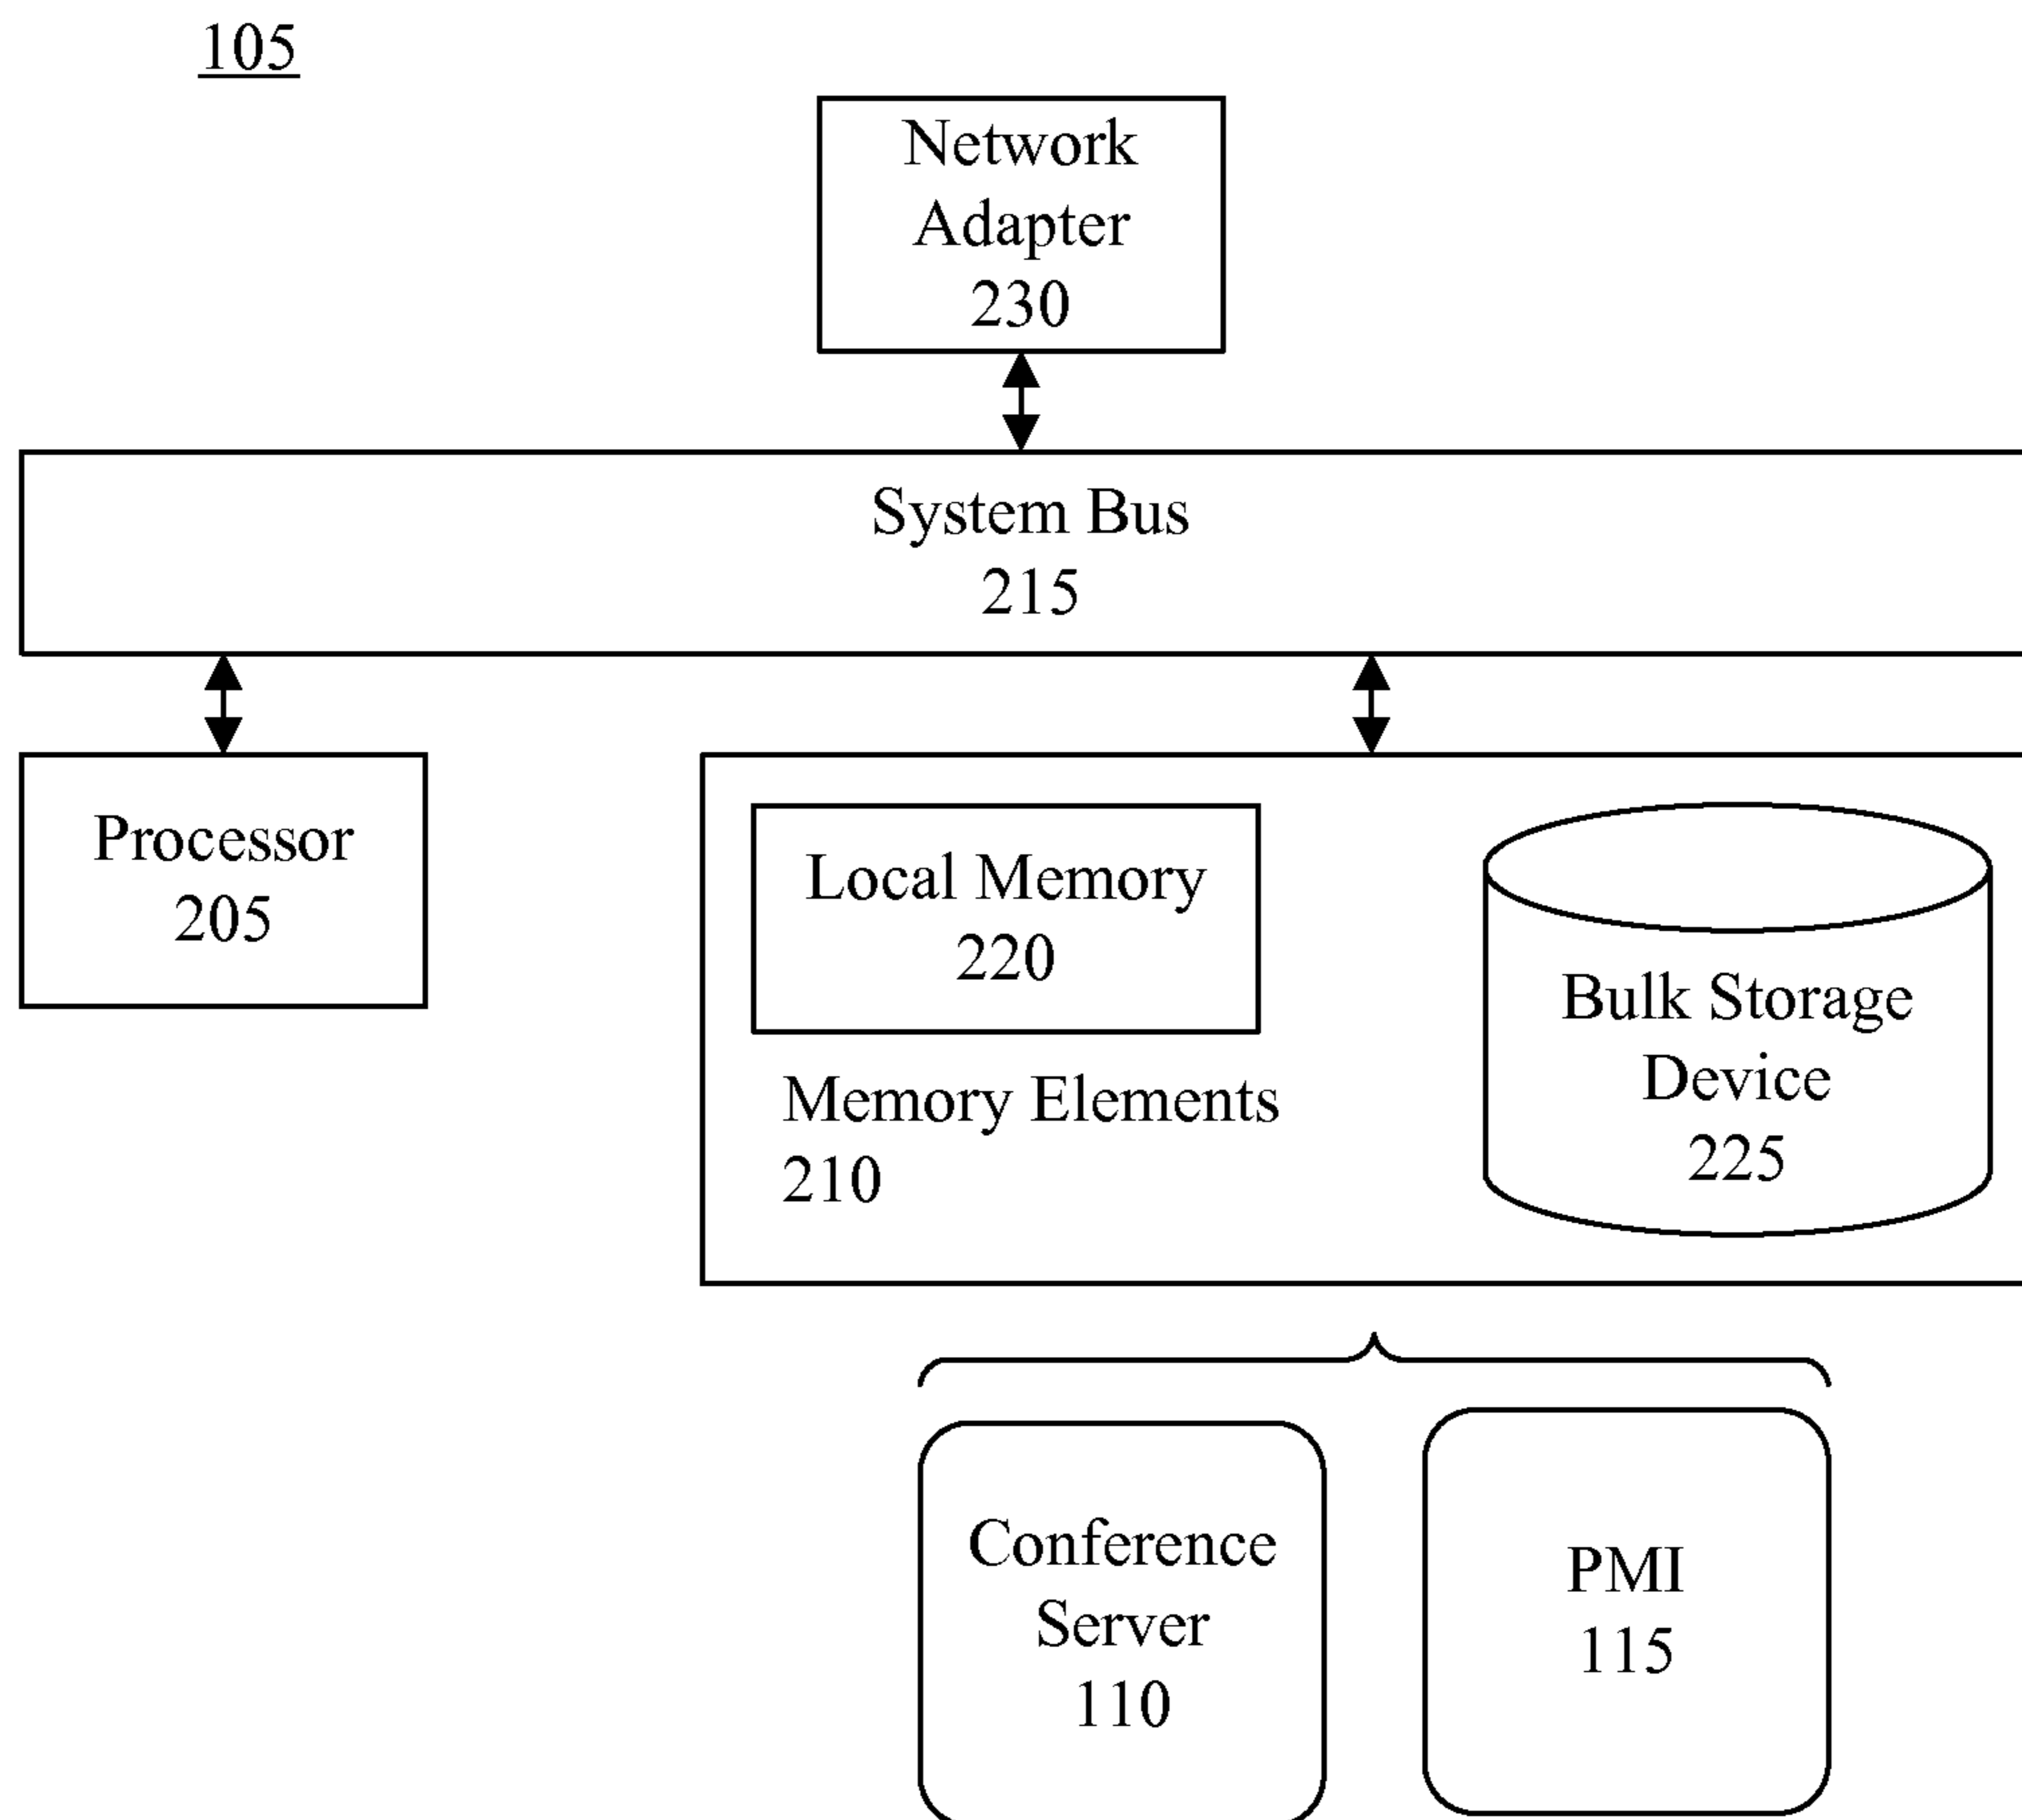 105
Network
Adapter
230
System Bus
215
Processor
205
Local Memory
220
Memory Elements
210
Bulk Storage
Device
225
Conference
Server
110
PMI
115